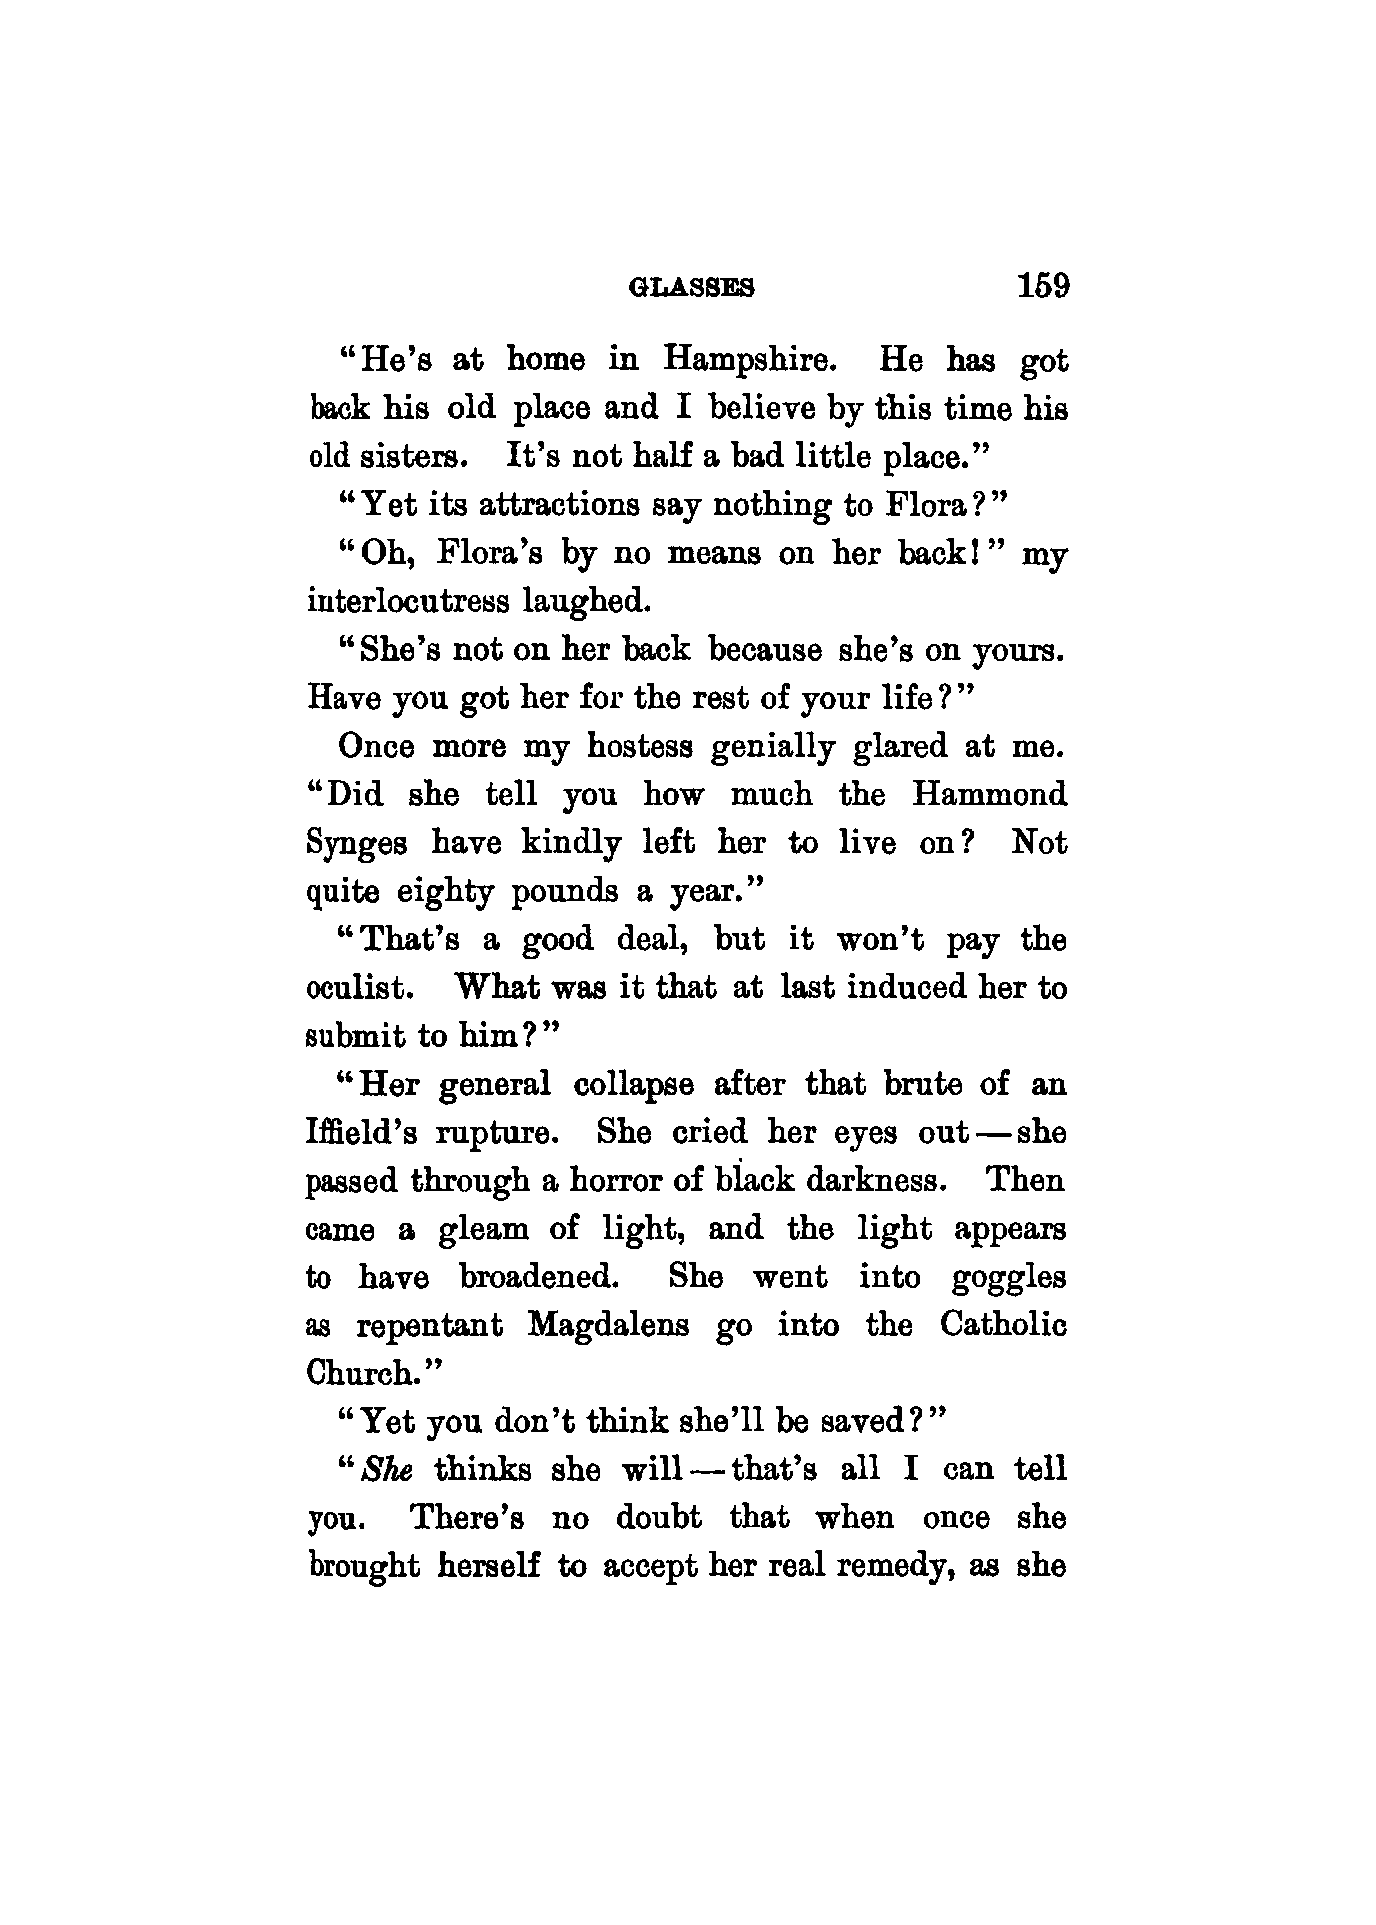 GLASSES 159
“He’s at home in Hampshire. He has got
back his old place and I believe by this time his
old sisters. It’s not half a bad little place.”
“Yet its attractions say nothing to Flora?”
“Oh, Flora’s by no means on her back!” my
interlocutress laughed.
“She’s not on her back because she’s on yours.
Have you got her for the rest of your life?”
Once more my hostess genially glared at me.
“Did she tell you how much the Hammond
Synges have kindly left her to live on? Not
quite eighty pounds a year.”
“That’s a good deal, but it won’t pay the
oculist. What was it that at last induced her to
submit to him?”
“Her general collapse after that brute of an
Iffield’s rupture. She cried her eyes out—she
passed through a horror of black darkness. Then
came a gleam of light, and the light appears
to have broadened. She went into goggles
as repentant Magdalens go into the Catholic
Church.”
“Yet you don’t think she’ll be saved?”
“She thinks she will—that’s all I can tell
you. There’s no doubt that when once she
brought herself to accept her real remedy, as she